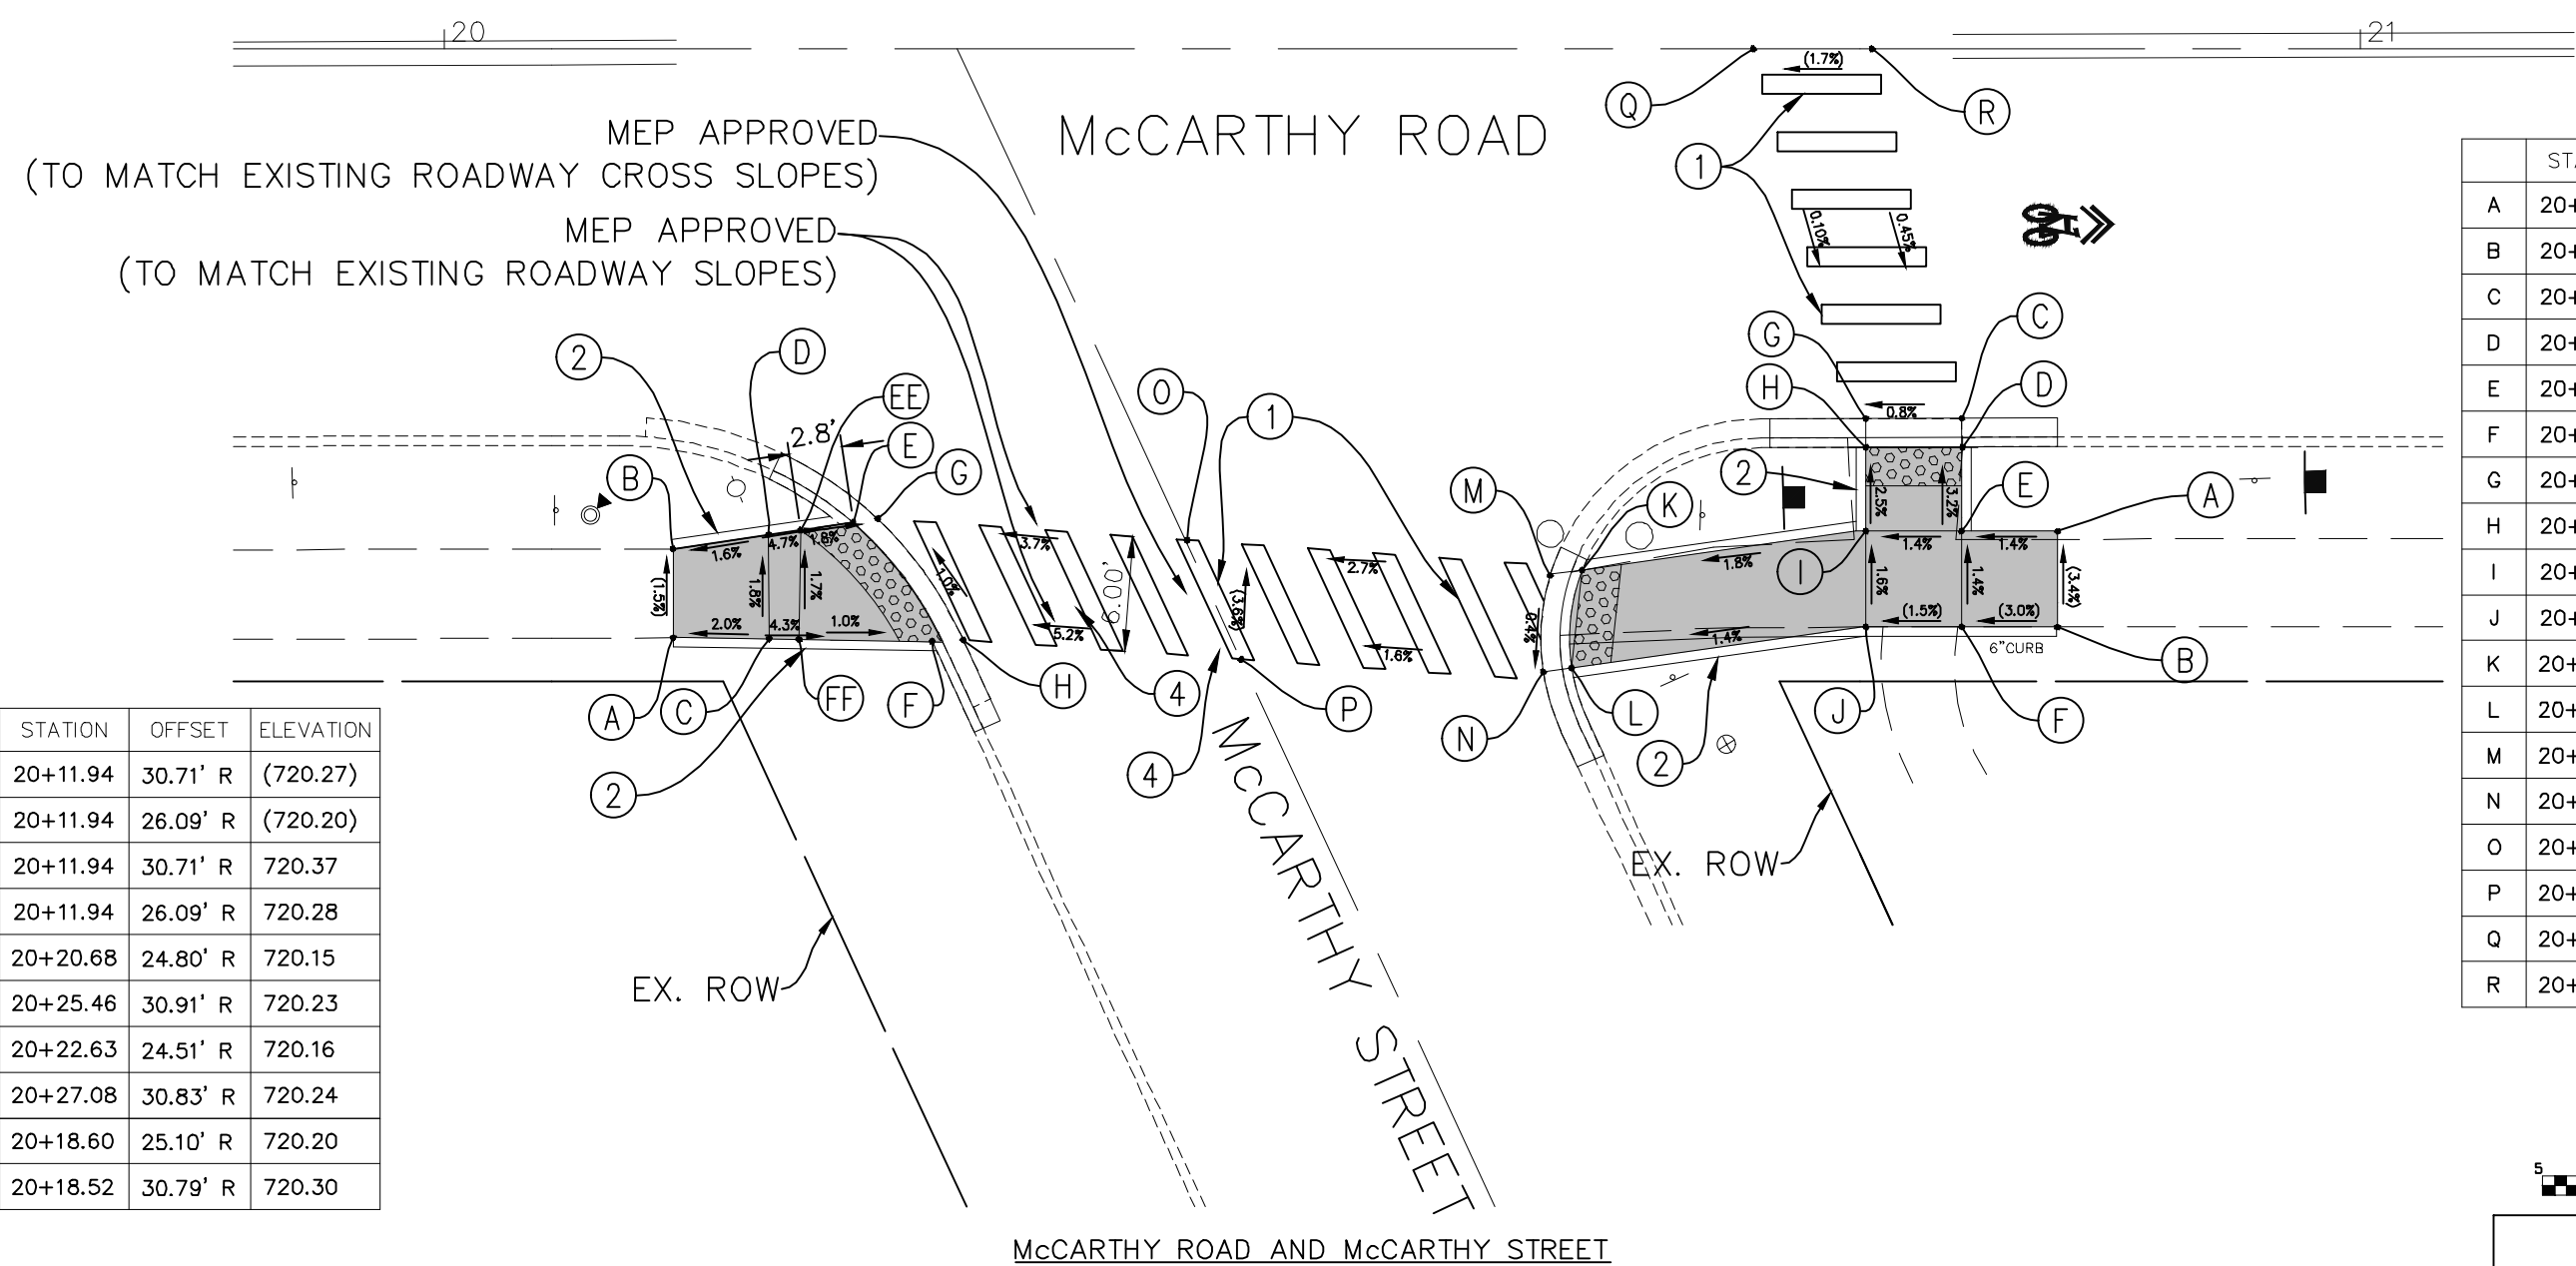 20
21
(1.7%)
Q
R
MEP APPROVED
(TO MATCH EXISTING ROADWAY CROSS SLOPES)
McCARTHY ROAD
1
MEP APPROVED
(TO MATCH EXISTING ROADWAY SLOPES)
0.10%
0.45%
2
D
EE
2.8'
E
G
B
O
1
G
C
H
D
0.8%
M
K
2
E
A
2.5%
3.2%
1.6%
4.7%
1.8%
(1.5%)
1.8%
1.7%
2.0%
4.3%
1.0%
1.0%
3.7%
5.2%
6.00'
(3.6%)
2.7%
1.6%
0.4%
1.8%
1.4%
I
1.4%
1.4%
1.6%
1.4%
(3.4%)
(1.5%)
(3.0%)
6"CURB
A
C
FF
F
H
4
P
N
L
J
F
B
2
4
2
McCARTHY STREET
EX. ROW
EX. ROW
STATION OFFSET ELEVATION
20+11.94 30.71' R (720.27)
20+11.94 26.09' R (720.20)
20+11.94 30.71' R 720.37
20+11.94 26.09' R 720.28
20+20.68 24.80' R 720.15
20+25.46 30.91' R 720.23
20+22.63 24.51' R 720.16
20+27.08 30.83' R 720.24
20+18.60 25.10' R 720.20
20+18.52 30.79' R 720.30
STA
A 20+
B 20+
C 20+
D 20+
E 20+
F 20+
G 20+
H 20+
I 20+
J 20+
K 20+
L 20+
M 20+
N 20+
O 20+
P 20+
Q 20+
R 20+
5
McCARTHY ROAD AND McCARTHY STREET